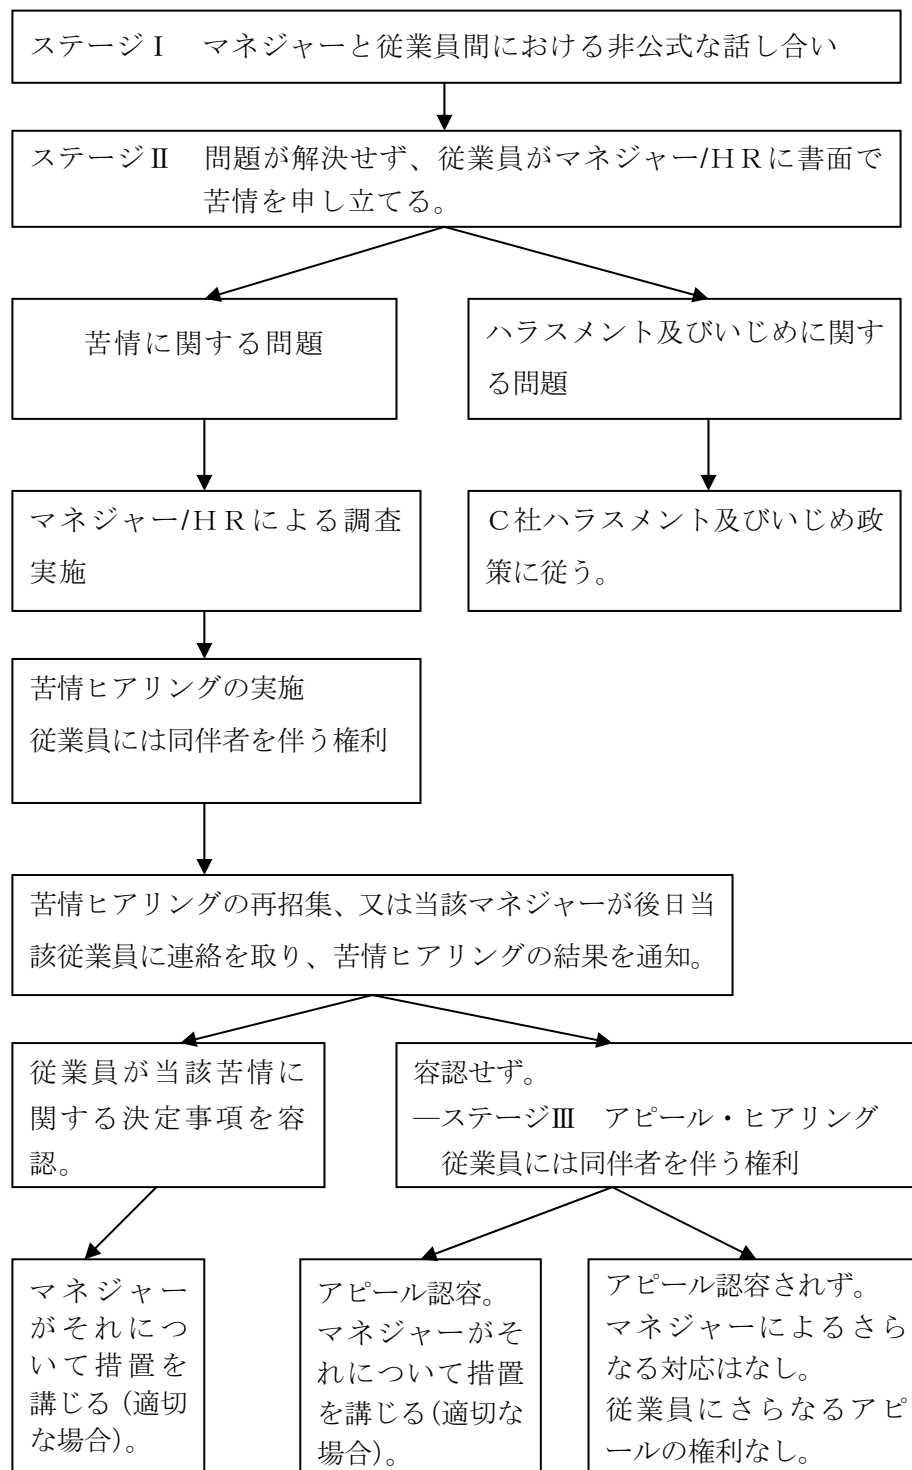 ステージⅠ　マネジャーと従業員間における非公式な話し合い
ステージⅡ　問題が解決せず、従業員がマネジャー/ＨＲに書面で
苦情を申し立てる。
苦情に関する問題
ハラスメント及びいじめに関す
る問題
マネジャー/ＨＲによる調査
実施
Ｃ社ハラスメント及びいじめ政
策に従う。
苦情ヒアリングの実施
従業員には同伴者を伴う権利
苦情ヒアリングの再招集、又は当該マネジャーが後日当
該従業員に連絡を取り、苦情ヒアリングの結果を通知。
従業員が当該苦情に
関する決定事項を容
認。
容認せず。
―ステージⅢ　アピール・ヒアリング
従業員には同伴者を伴う権利
マネジャー
がそれにつ
いて措置を
講じる（適切
な場合）。
アピール認容。
マネジャーがそ
れについて措置
を講じる（適切な
場合）。
アピール認容されず。
マネジャーによるさら
なる対応はなし。
従業員にさらなるアピ
ールの権利なし。